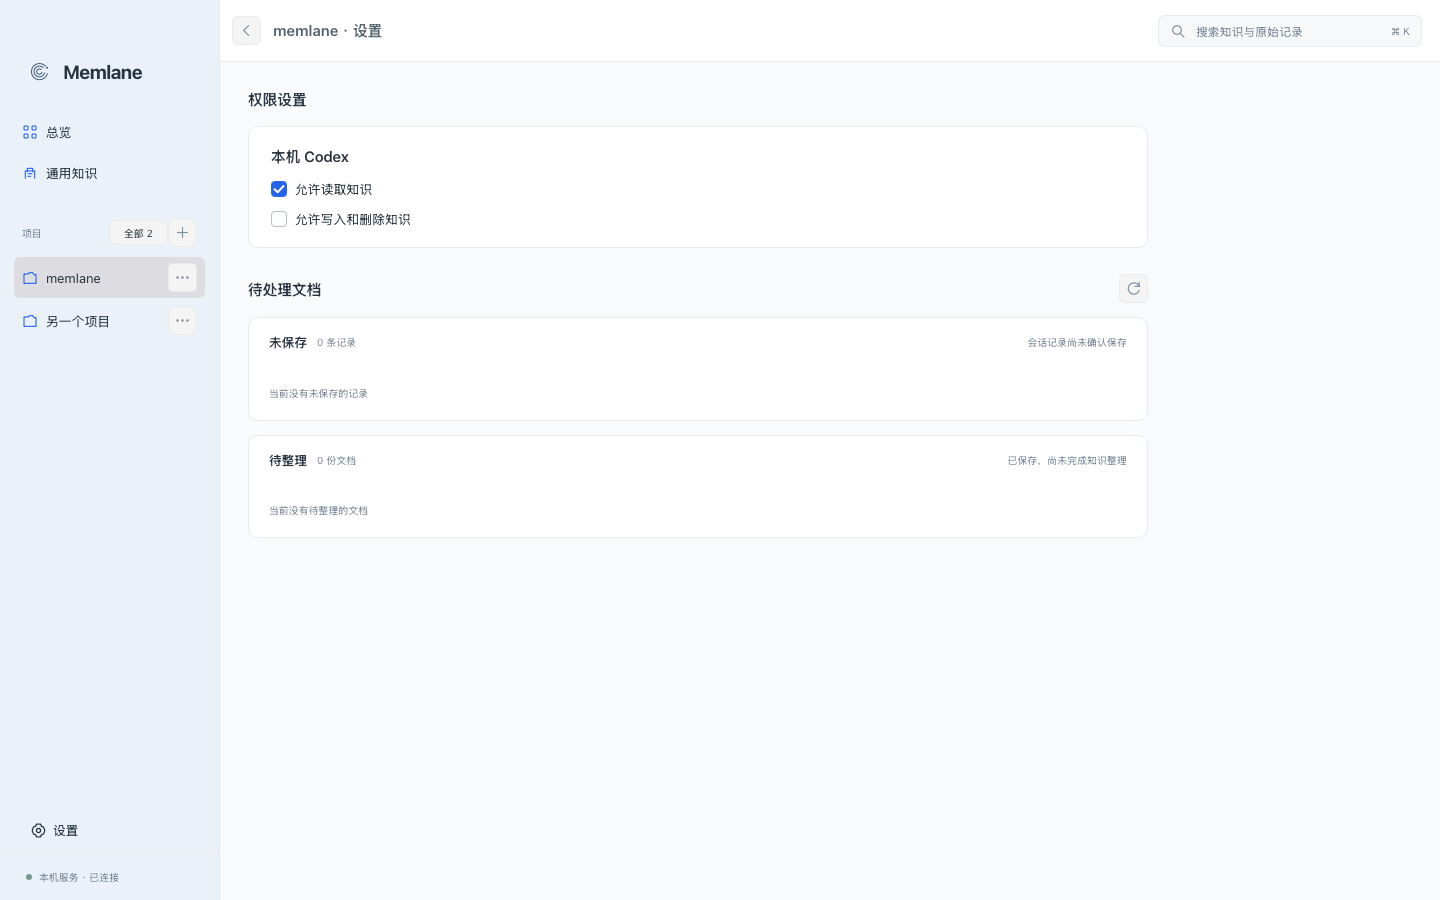 memlane · 设置
搜索知识与原始记录
⌘ K
Memlane
总览
通用知识
项目
全部 2
memlane
另一个项目
设置
本机服务 · 已连接
权限设置
本机 Codex
允许读取知识
允许写入和删除知识
待处理文档
未保存 0 条记录
会话记录尚未确认保存
当前没有未保存的记录
待整理 0 份文档
已保存，尚未完成知识整理
当前没有待整理的文档